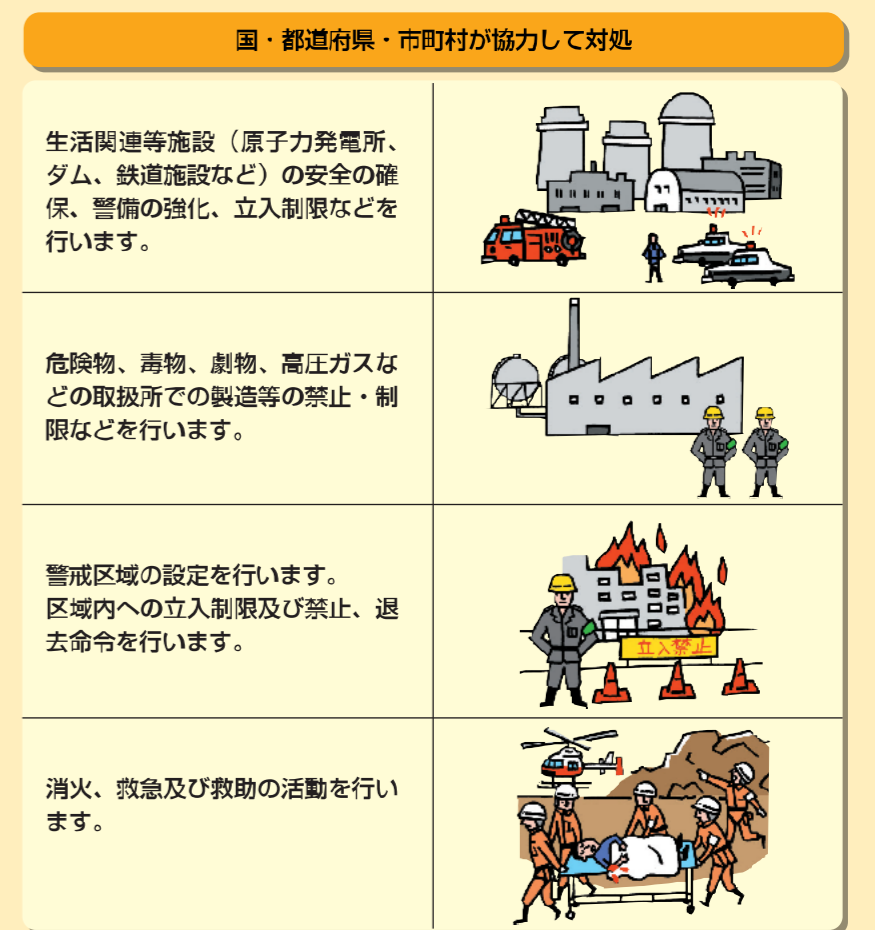 国・都道府県・市町村が協力して対処
生活関連等施設（原子力発電所、
ダム、鉄道施設など）の安全の確
保、警備の強化、立入制限などを
行います。
危険物、毒物、劇物、高圧ガスな
どの取扱所での製造等の禁止・制
限などを行います。
警戒区域の設定を行います。
区域内への立入制限及び禁止、退
去命令を行います。
立入禁止
消火、救急及び救助の活動を行い
ます。